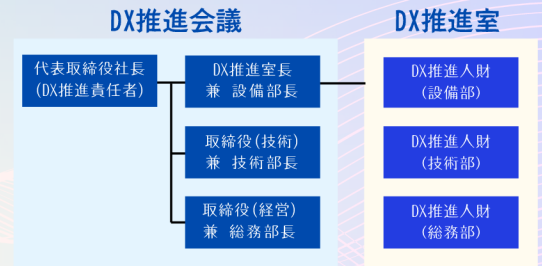 DX推進会議
DX推進室
代表取締役社長
(DX推進責任者)
DX推進室長
兼 設備部長
取締役(技術)
兼 技術部長
取締役(経営)
兼 総務部長
DX推進人財
(設備部)
DX推進人財
(技術部)
DX推進人財
(総務部)